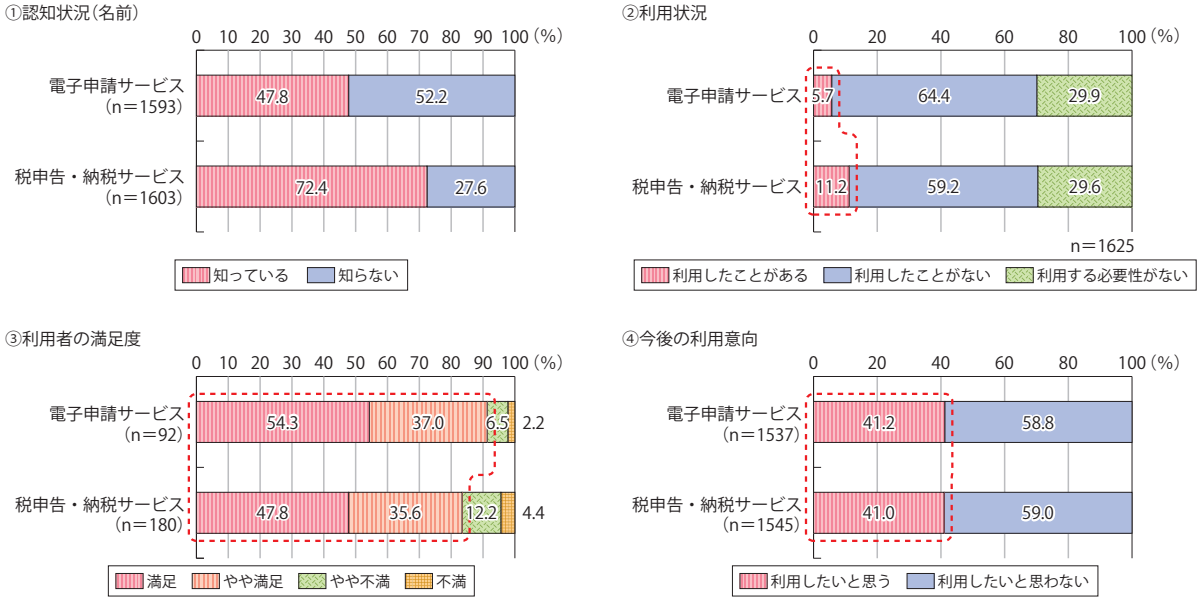 ①認知状況(名前)
0 10 20 30 40 50 60 70 80 90 100(%)
電子申請サービス
(n=1593)
47.8 52.2
税申告・納税サービス
(n=1603)
72.4 27.6
知っている 知らない
②利用状況
0 20 40 60 80 100(%)
電子申請サービス 5.7 64.4 29.9
税申告・納税サービス 11.2 59.2 29.6
n=1625
利用したことがある 利用したことがない 利用する必要性がない
③利用者の満足度
0 10 20 30 40 50 60 70 80 90 100(%)
電子申請サービス
(n=92)
54.3 37.0 6.5 2.2
税申告・納税サービス
(n=180)
47.8 35.6 12.2 4.4
満足 やや満足 やや不満 不満
④今後の利用意向
0 20 40 60 80 100(%)
電子申請サービス
(n=1537)
41.2 58.8
税申告・納税サービス
(n=1545)
41.0 59.0
利用したいと思う 利用したいと思わない